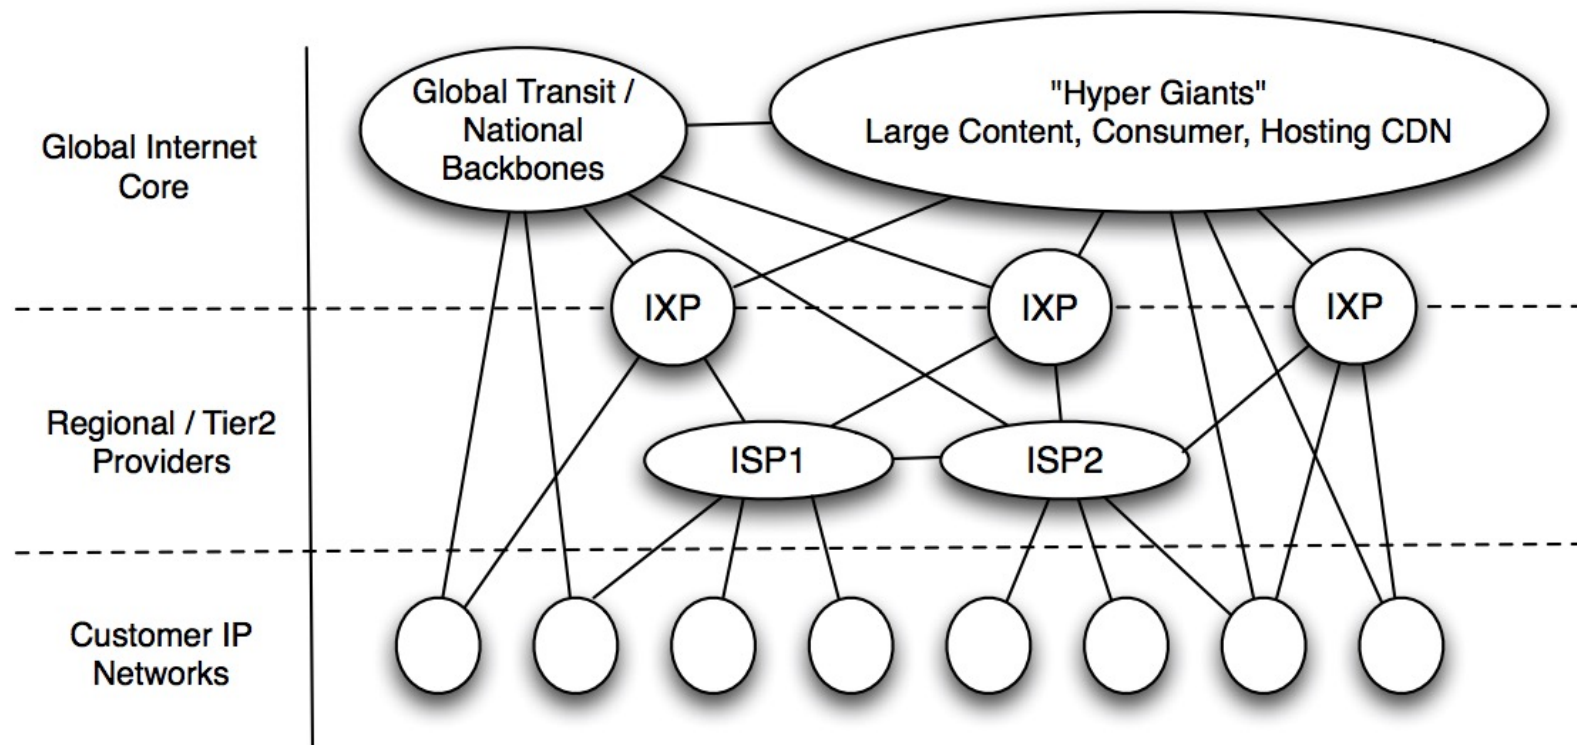 Global Internet
Core
Global Transit /
National
Backbones
"Hyper Giants"
Large Content, Consumer, Hosting CDN
IXP
IXP
IXP
Regional / Tier2
Providers
ISP1
ISP2
Customer IP
Networks